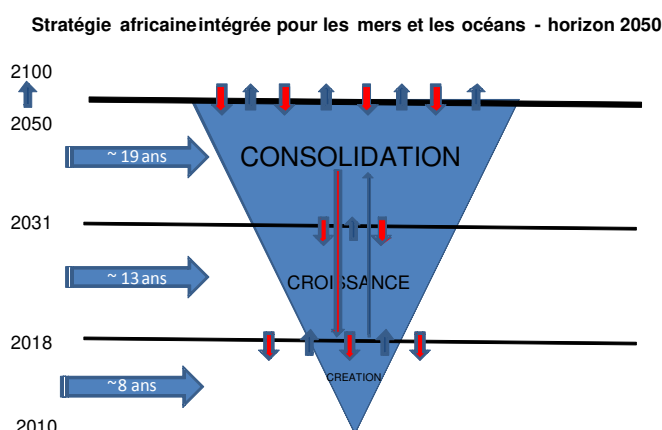 Stratégie africaine intégrée pour les mers et les océans - horizon 2050
2100
2050
~ 19 ans
CONSOLIDATION
2031
~ 13 ans
CROISSANCE
2018
~8 ans
CREATION
2010